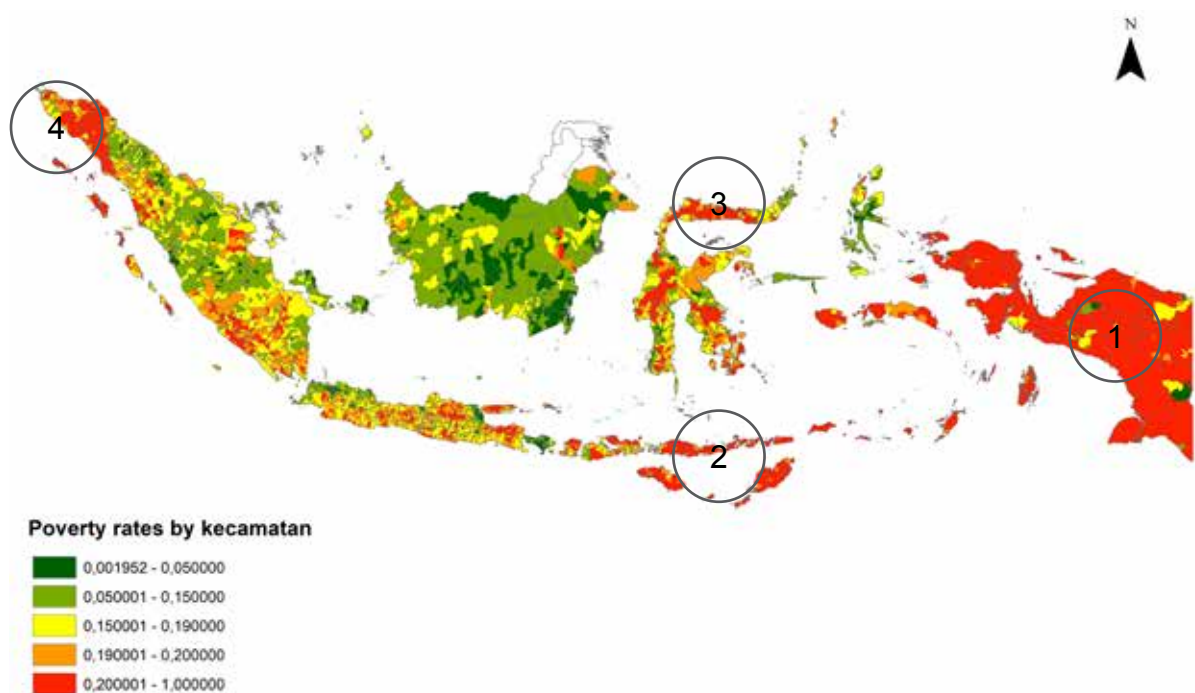 N
4
3
1
2
Poverty rates by kecamatan
0,001952 - 0,050000
0,050001 - 0,150000
0,150001 - 0,190000
0,190001 - 0,200000
0,200001 - 1,000000